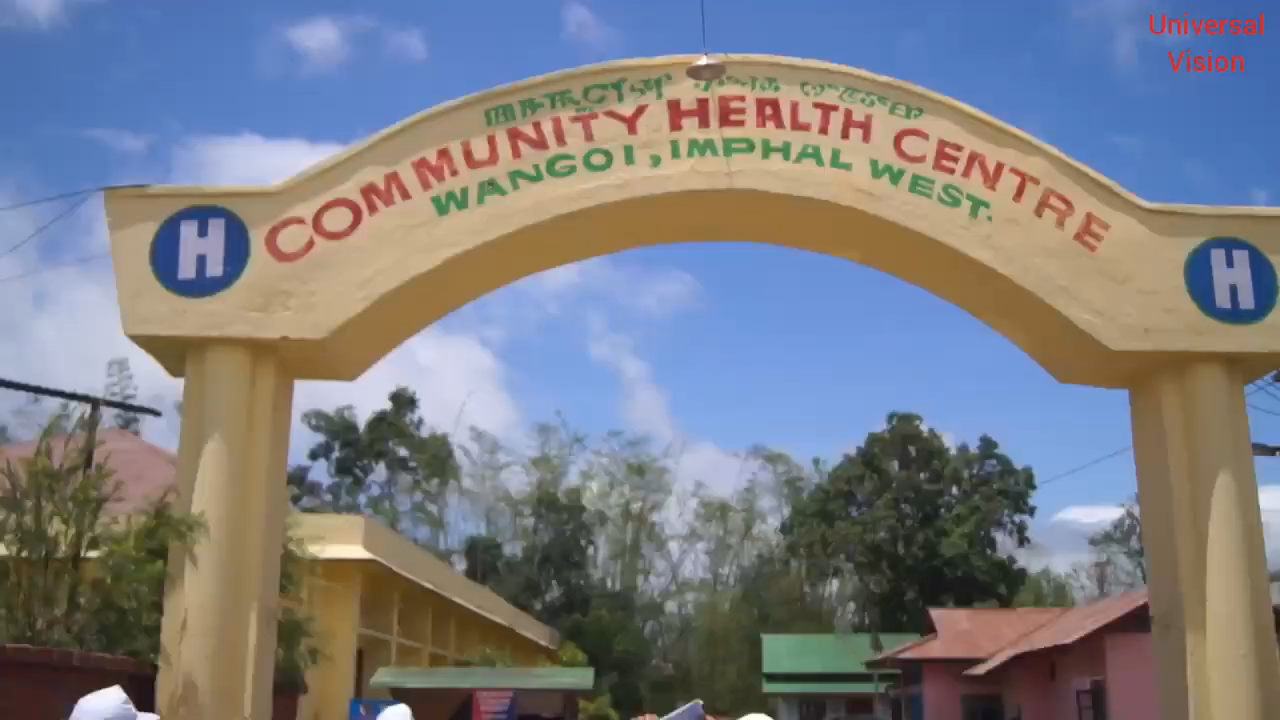 Universal
Vision
COMMUNITY HEALTH CENTRE
WANGOI, IMPHAL WEST.
H
H